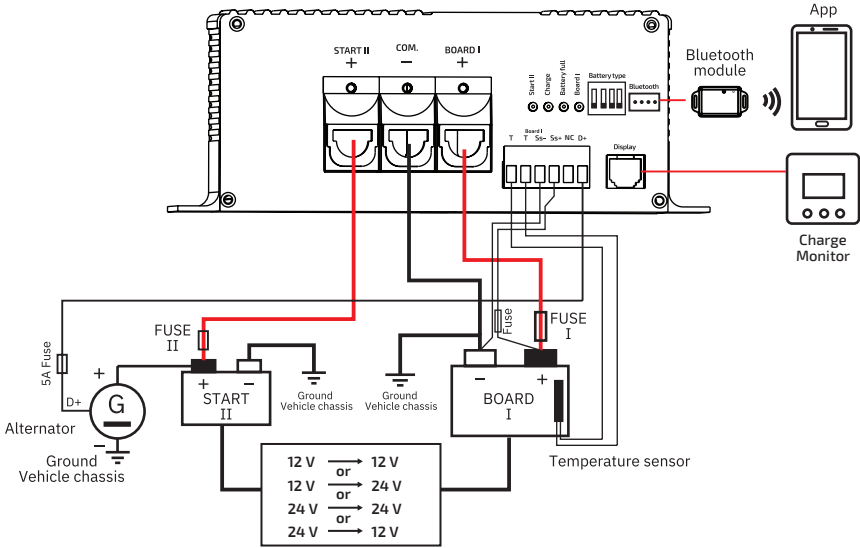 App
Bluetooth
module
START II
+
COM.
−
BOARD I
+
Start II
Charge
Battery full
Board I
Battery type
Bluetooth
Board I
T T Ss- Ss+ NC D+
Display
Charge
Monitor
5A Fuse
FUSE
II
Fuse
FUSE
I
+
D+
G
−
Alternator
Ground
Vehicle chassis
+ −
START
II
Ground
Vehicle chassis
Ground
Vehicle chassis
− +
BOARD
I
Temperature sensor
12 V → 12 V
or
12 V → 24 V
or
24 V → 24 V
or
24 V → 12 V